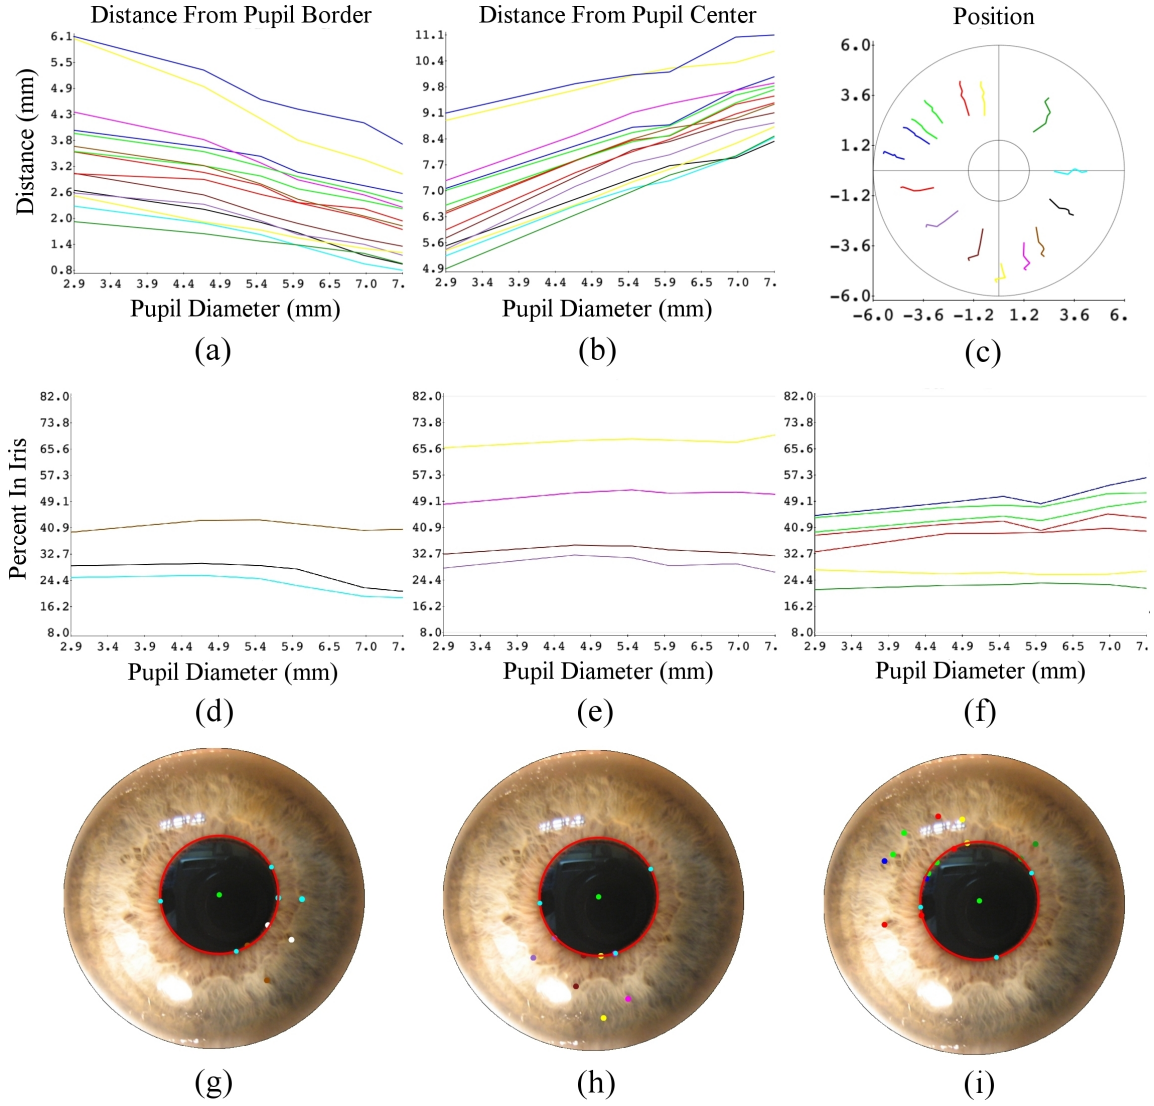 Distance From Pupil Border
Distance From Pupil Center
Position
Distance (mm)
6.1
5.5
4.9
4.3
3.8
3.2
2.6
2.0
1.4
0.8
2.9 3.4 3.9 4.4 4.9 5.4 6.0 6.5 7.0 7.
Pupil Diameter (mm)
(a)
11.1
10.4
9.8
9.1
8.4
7.7
7.0
6.3
5.6
4.9
2.9 3.4 3.9 4.4 4.9 5.4 6.0 6.5 7.0 7.
Pupil Diameter (mm)
(b)
6.0
3.6
1.2
-1.2
-3.6
-6.0
-6.0 -3.6 -1.2 1.2 3.6 6.
(c)
Percent In Iris
82.0
73.8
65.6
57.3
49.1
40.9
32.7
24.4
16.2
8.0
2.9 3.4 3.9 4.4 4.9 5.4 6.0 6.5 7.0 7.
Pupil Diameter (mm)
(d)
82.0
73.8
65.6
57.3
49.1
40.9
32.7
24.4
16.2
8.0
2.9 3.4 3.9 4.4 4.9 5.4 6.0 6.5 7.0 7.
Pupil Diameter (mm)
(e)
82.0
73.8
65.6
57.3
49.1
40.9
32.7
24.4
16.2
8.0
2.9 3.4 3.9 4.4 4.9 5.4 6.0 6.5 7.0 7.
Pupil Diameter (mm)
(f)
(g)
(h)
(i)